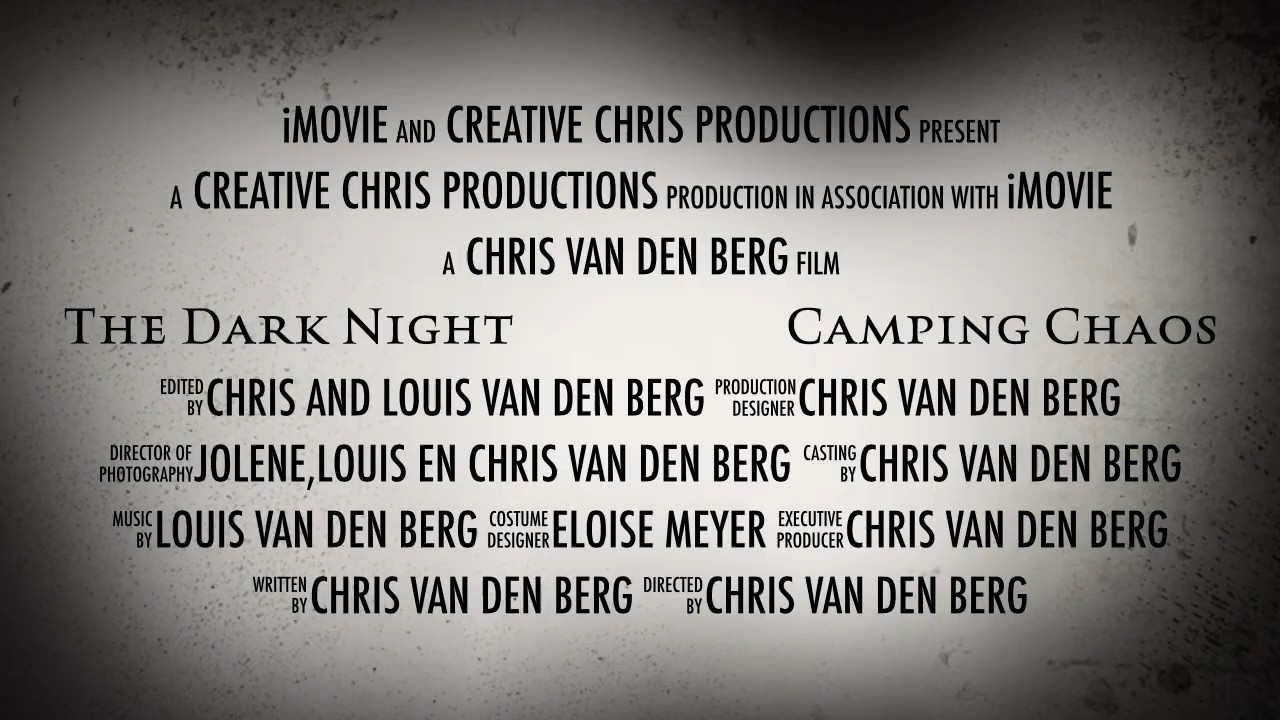 iMOVIE AND CREATIVE CHRIS PRODUCTIONS PRESENT
A CREATIVE CHRIS PRODUCTIONS PRODUCTION IN ASSOCIATION WITH iMOVIE
A CHRIS VAN DEN BERG FILM
THE DARK NIGHT CAMPING CHAOS
EDITED BY CHRIS AND LOUIS VAN DEN BERG PRODUCTION DESIGNER CHRIS VAN DEN BERG
DIRECTOR OF PHOTOGRAPHY JOLENE,LOUIS EN CHRIS VAN DEN BERG CASTING BY CHRIS VAN DEN BERG
MUSIC BY LOUIS VAN DEN BERG COSTUME DESIGNER ELOISE MEYER EXECUTIVE PRODUCER CHRIS VAN DEN BERG
WRITTEN BY CHRIS VAN DEN BERG DIRECTED BY CHRIS VAN DEN BERG